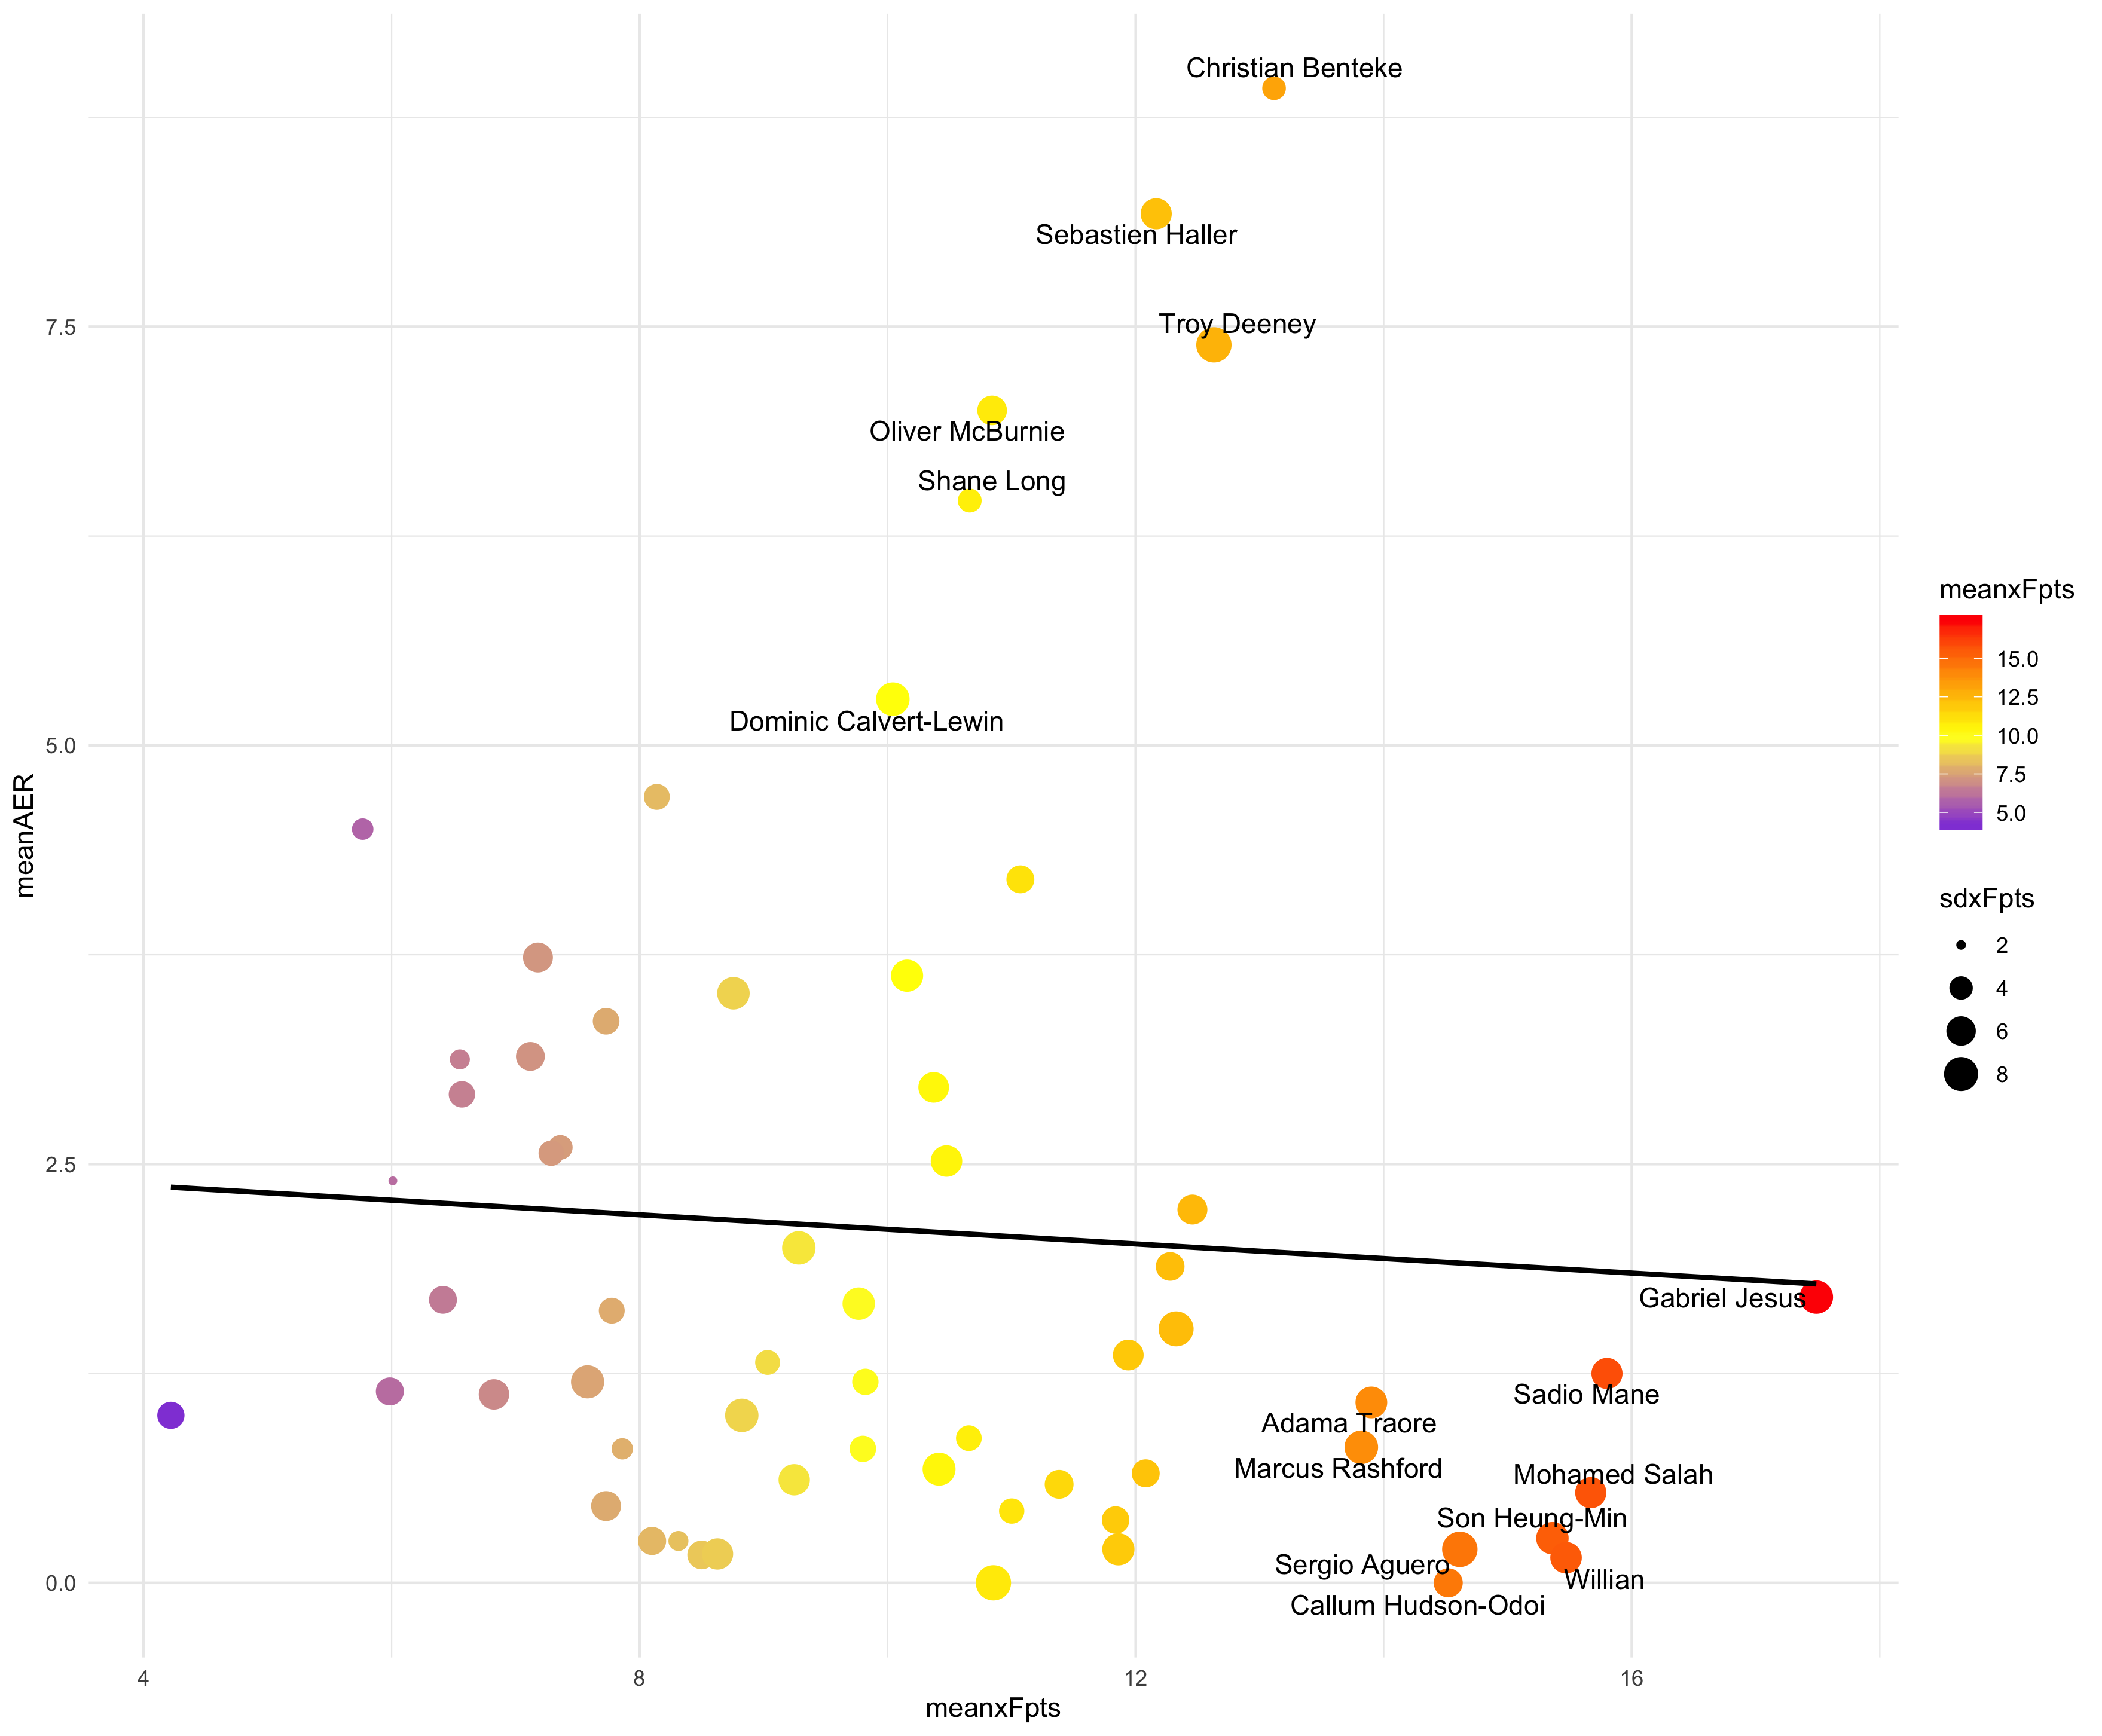 Christian Benteke
Sebastien Haller
Troy Deeney
Oliver McBurnie
Shane Long
Dominic Calvert-Lewin
Gabriel Jesus
Sadio Mane
Adama Traore
Marcus Rashford
Mohamed Salah
Son Heung-Min
Sergio Aguero
Willian
Callum Hudson-Odoi
7.5
5.0
2.5
0.0
meanAER
4 8 12 16
meanxFpts
meanxFpts
15.0
12.5
10.0
7.5
5.0
sdxFpts
2
4
6
8